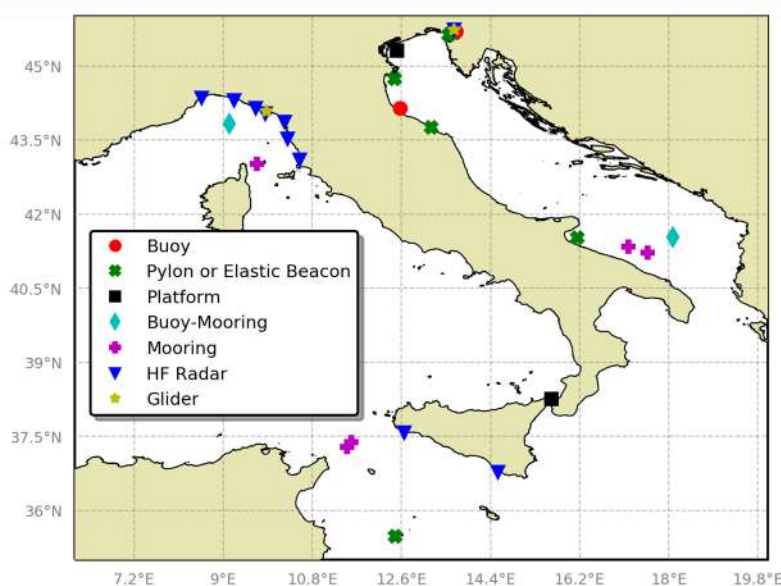 45°N
43.5°N
42°N
40.5°N
39°N
37.5°N
36°N
Buoy
Pylon or Elastic Beacon
Platform
Buoy-Mooring
Mooring
HF Radar
Glider
7.2°E 9°E 10.8°E 12.6°E 14.4°E 16.2°E 18°E 19.8°E